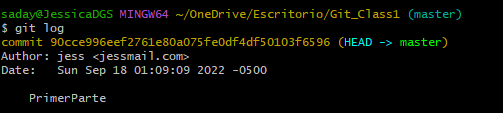 saday@JessicaDGS MINGW64 ~/OneDrive/Escritorio/Git_Class1 (master)
$ git log
commit 90cce996eef2761e80a075fe0df4df50103f6596 (HEAD -> master)
Author: jess <jessmail.com>
Date:   Sun Sep 18 01:09:09 2022 -0500
    PrimerParte